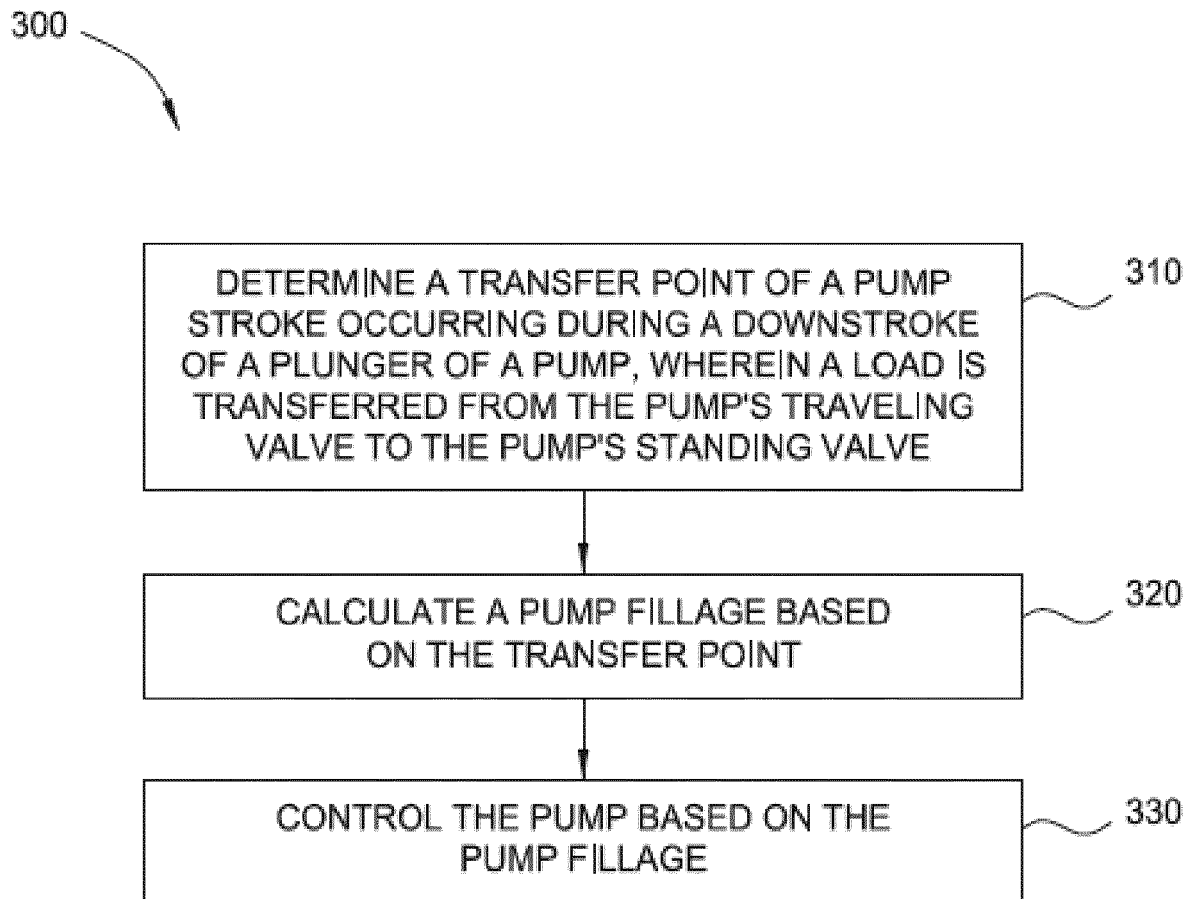 300
DETERMINE A TRANSFER POINT OF A PUMP
STROKE OCCURRING DURING A DOWNSTROKE
OF A PLUNGER OF A PUMP, WHEREIN A LOAD IS
TRANSFERRED FROM THE PUMP'S TRAVELING
VALVE TO THE PUMP'S STANDING VALVE
310
CALCULATE A PUMP FILLAGE BASED
ON THE TRANSFER POINT
320
CONTROL THE PUMP BASED ON THE
PUMP FILLAGE
330